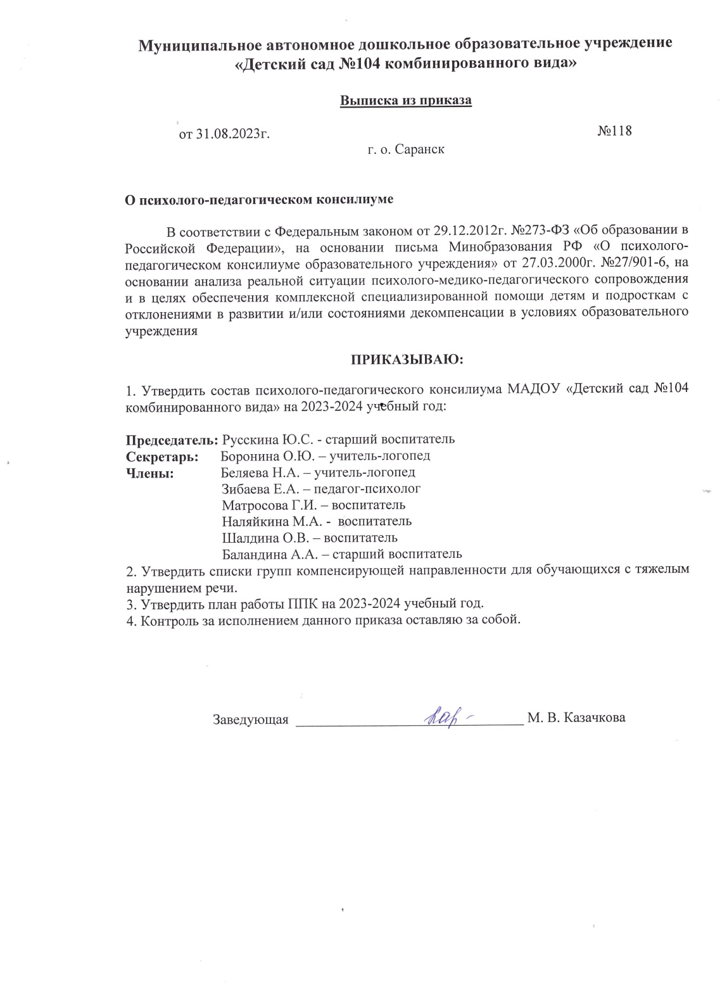 Муниципальное автономное дошкольное образовательное учреждение
«Детский сад №104 комбинированного вида»
Выписка из приказа
от 31.08.2023г. №118
г. о. Саранск
О психолого-педагогическом консилиуме
В соответствии с Федеральным законом от 29.12.2012г. №273-ФЗ «Об образовании в
Российской Федерации», на основании письма Минобразования РФ «О психолого-
педагогическом консилиуме образовательного учреждения» от 27.03.2000г. №27/901-6, на
основании анализа реальной ситуации психолого-медико-педагогического сопровождения
и в целях обеспечения комплексной специализированной помощи детям и подросткам с
отклонениями в развитии и/или состояниями декомпенсации в условиях образовательного
учреждения
ПРИКАЗЫВАЮ:
1. Утвердить состав психолого-педагогического консилиума МАДОУ «Детский сад №104
комбинированного вида» на 2023-2024 учебный год:
Председатель: Русскина Ю.С. - старший воспитатель
Секретарь: Боронина О.Ю. – учитель-логопед
Члены: Беляева Н.А. – учитель-логопед
Зибаева Е.А. – педагог-психолог
Матросова Г.И. – воспитатель
Наляйкина М.А. - воспитатель
Шалдина О.В. – воспитатель
Баландина А.А. – старший воспитатель
2. Утвердить списки групп компенсирующей направленности для обучающихся с тяжелым
нарушением речи.
3. Утвердить план работы ППК на 2023-2024 учебный год.
4. Контроль за исполнением данного приказа оставляю за собой.
Заведующая М. В. Казачкова